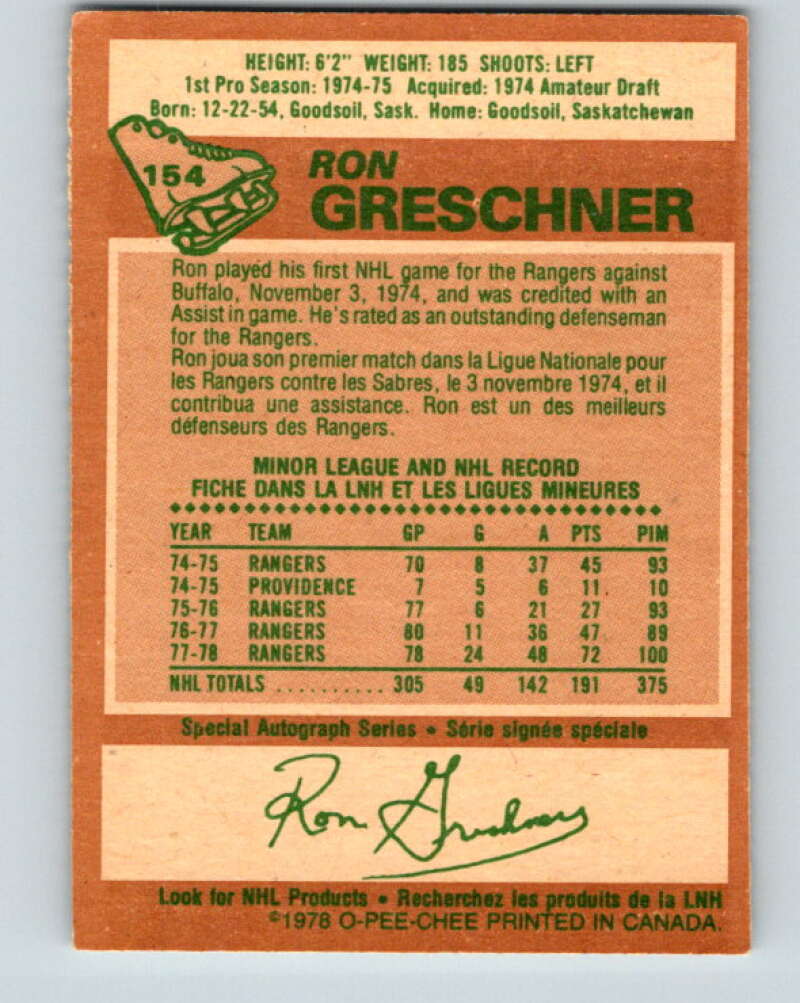 HEIGHT: 6'2" WEIGHT: 185 SHOOTS: LEFT
1st Pro Season: 1974-75 Acquired: 1974 Amateur Draft
Born: 12-22-54, Goodsoil, Sask. Home: Goodsoil, Saskatchewan
154
RON
GRESCHNER
Ron played his first NHL game for the Rangers against
Buffalo, November 3, 1974, and was credited with an
Assist in game. He's rated as an outstanding defenseman
for the Rangers.
Ron joua son premier match dans la Ligue Nationale pour
les Rangers contre les Sabres, le 3 novembre 1974, et il
contribua une assistance. Ron est un des meilleurs
défenseurs des Rangers.
MINOR LEAGUE AND NHL RECORD
FICHE DANS LA LNH ET LES LIGUES MINEURES
YEAR TEAM GP G A PTS PIM
74-75 RANGERS 70 8 37 45 93
74-75 PROVIDENCE 7 5 6 11 10
75-76 RANGERS 77 6 21 27 93
76-77 RANGERS 80 11 36 47 89
77-78 RANGERS 78 24 48 72 100
NHL TOTALS .......... 305 49 142 191 375
Special Autograph Series • Série signée spéciale
Ron Greschner
Look for NHL Products • Recherchez les produits de la LNH
©1978 O-PEE-CHEE PRINTED IN CANADA.